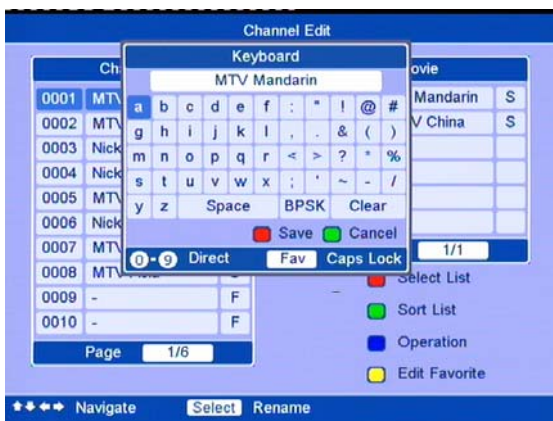 Channel Edit
Keyboard
MTV Mandarin
a b c d e f : " ! @ #
g h i j k l , . & ( )
m n o p q r < > ? * %
s t u v w x ; ' ~ - /
y z Space BPSK Clear
Save Cancel
0-9 Direct Fav Caps Lock
Ch
0001 MTV
0002 MTV
0003 Nick
0004 Nick
0005 MTV
0006 Nick
0007 MTV
0008 MTV
0009 - F
0010 - F
Page 1/6
ovie
Mandarin S
V China S
1/1
Select List
Sort List
Operation
Edit Favorite
Navigate Select Rename